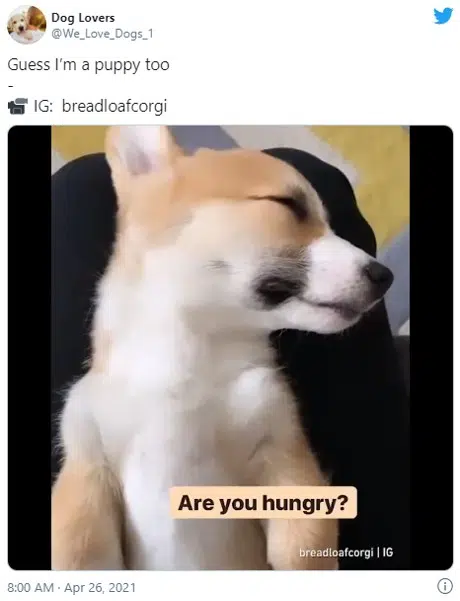 Dog Lovers
@We_Love_Dogs_1
Guess I’m a puppy too
-
IG: breadloafcorgi
Are you hungry?
breadloafcorgi | IG
8:00 AM · Apr 26, 2021